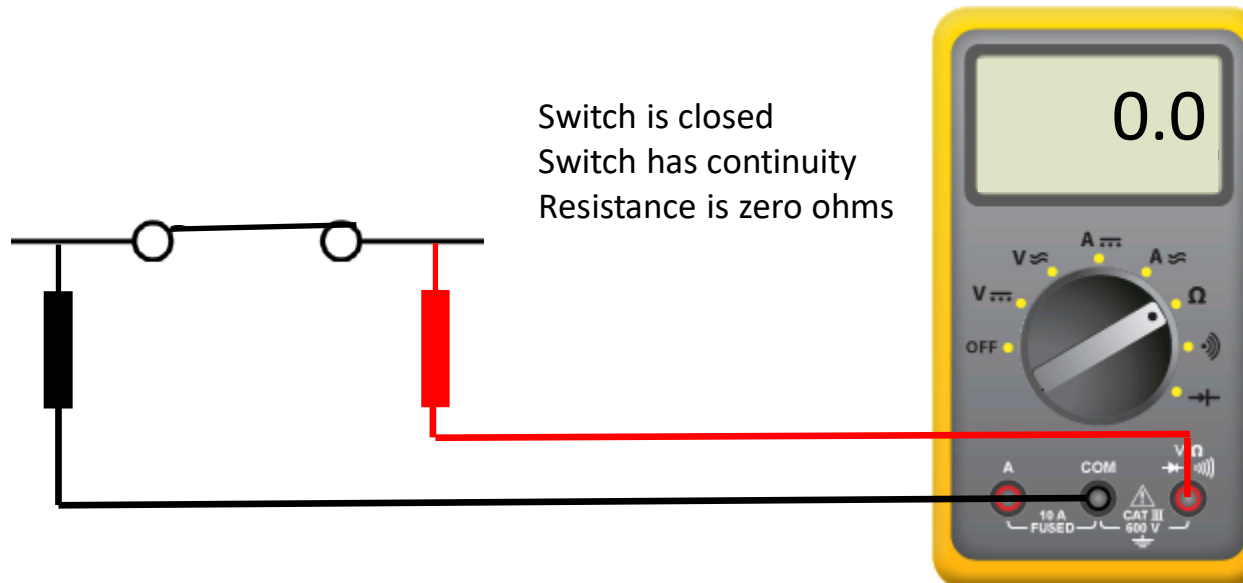 Switch is closed
Switch has continuity
Resistance is zero ohms
0.0
A
V
A
V
Ω
OFF
A
COM
VΩ
10 A
FUSED
CAT III
600 V